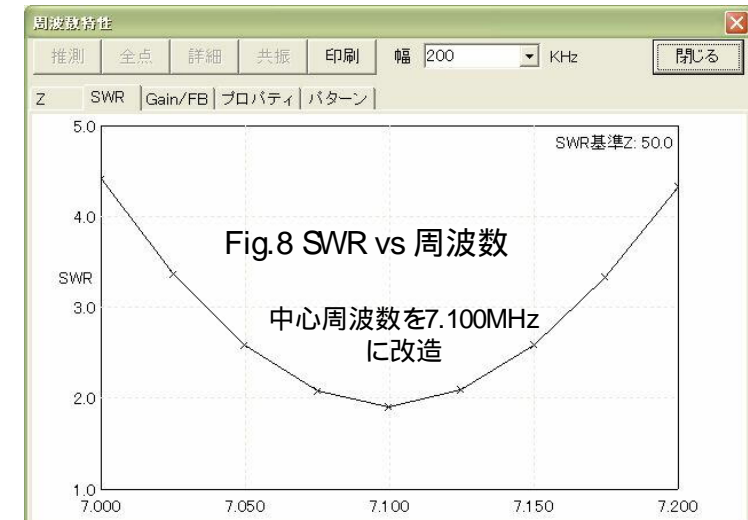 周波数特性
推測 全点 詳細 共振 印刷 幅 200 KHz 閉じる
Z SWR Gain/FB プロパティ パターン
SWR基準Z: 50.0
5.0
4.0
Fig.8 SWR vs 周波数
SWR
3.0
中心周波数を7.100MHz
に改造
2.0
1.0
7.000 7.050 7.100 7.150 7.200